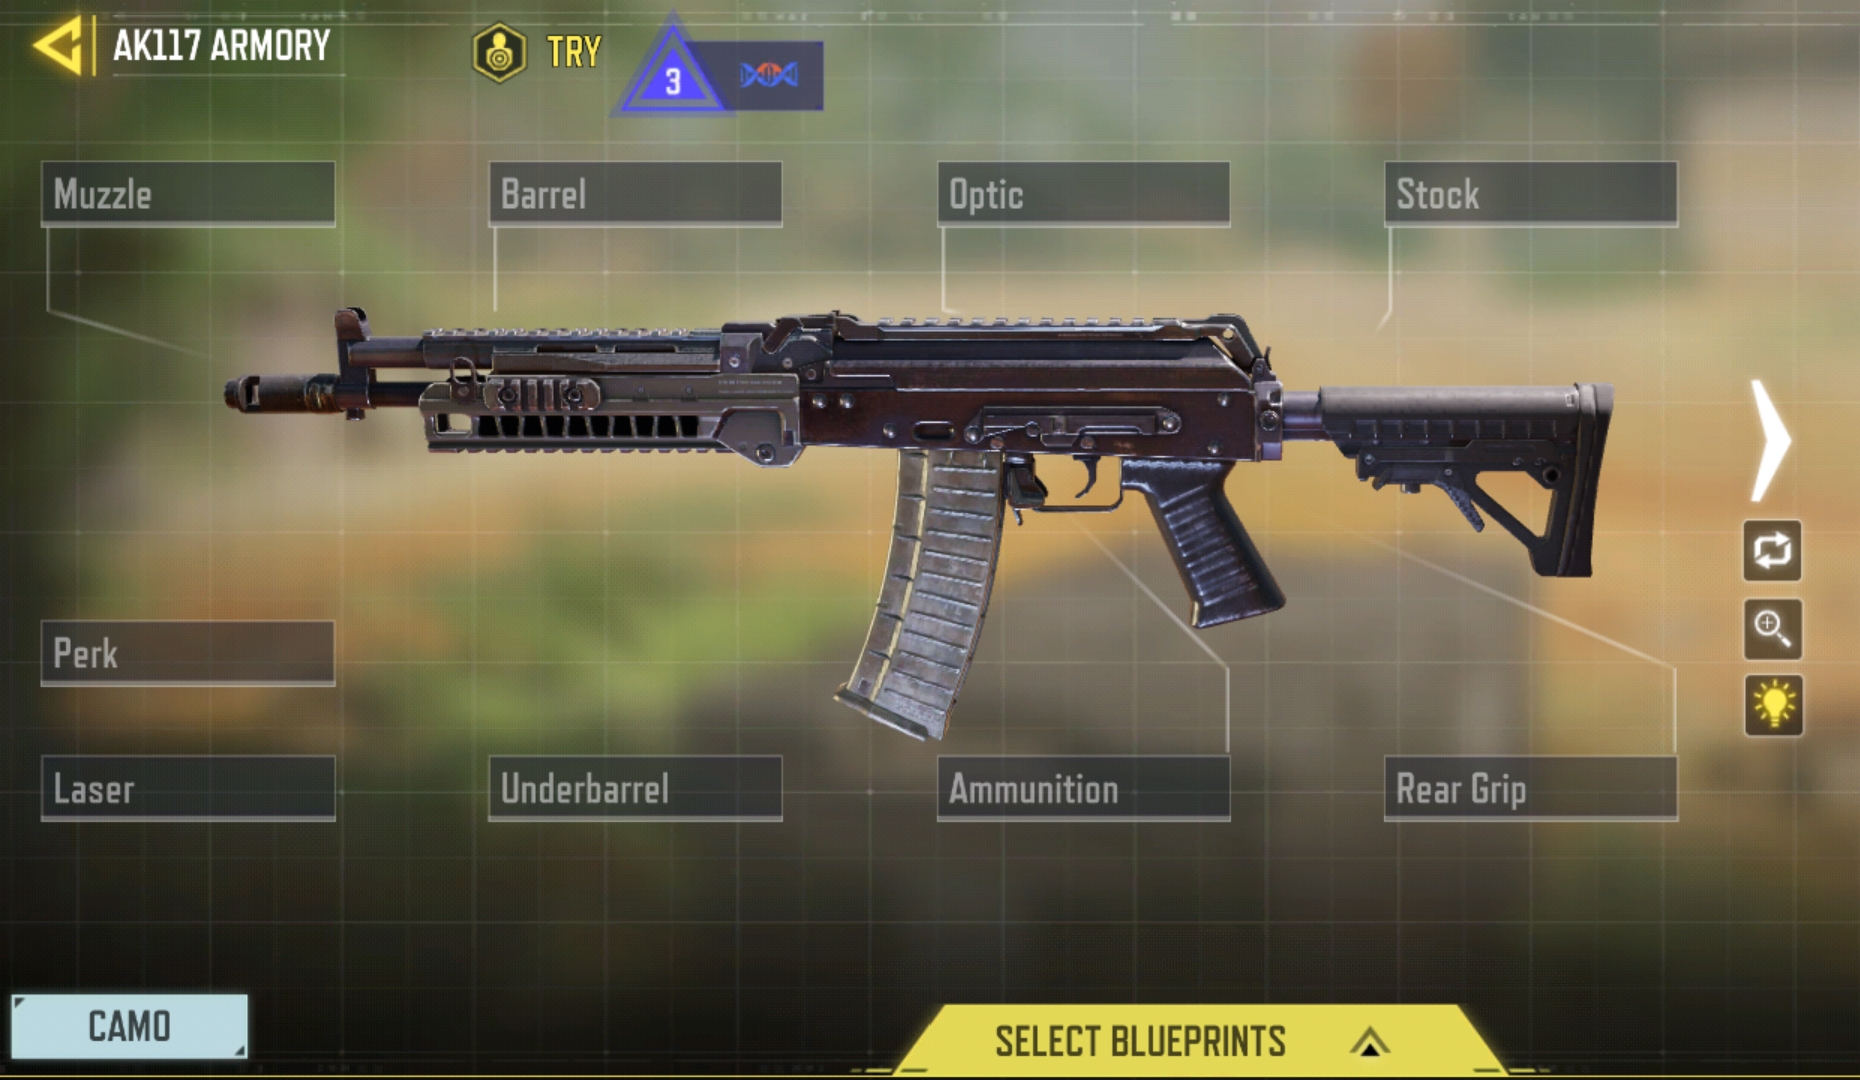 AK117 ARMORY
TRY
3
Muzzle
Barrel
Optic
Stock
Perk
Laser
Underbarrel
Ammunition
Rear Grip
CAMO
SELECT BLUEPRINTS